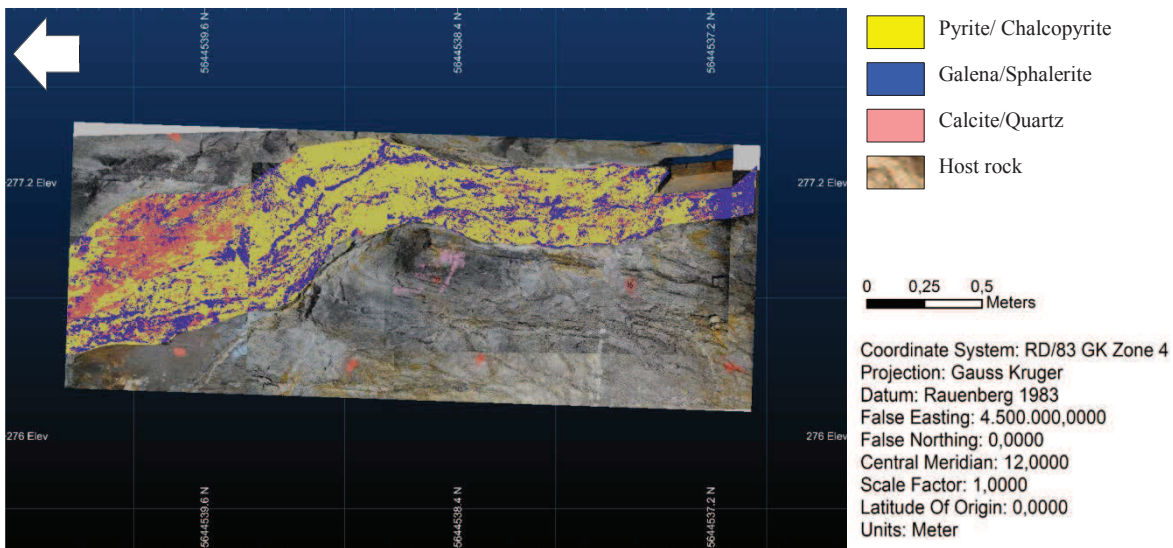 5644539.6 N
5644538.4 N
5644537.2 N
277.2 Elev
277.2 Elev
276 Elev
276 Elev
5644539.6 N
5644538.4 N
5644537.2 N
Pyrite/ Chalcopyrite
Galena/Sphalerite
Calcite/Quartz
Host rock
0 0,25 0,5
Meters
Coordinate System: RD/83 GK Zone 4
Projection: Gauss Kruger
Datum: Rauenberg 1983
False Easting: 4.500.000,0000
False Northing: 0,0000
Central Meridian: 12,0000
Scale Factor: 1,0000
Latitude Of Origin: 0,0000
Units: Meter